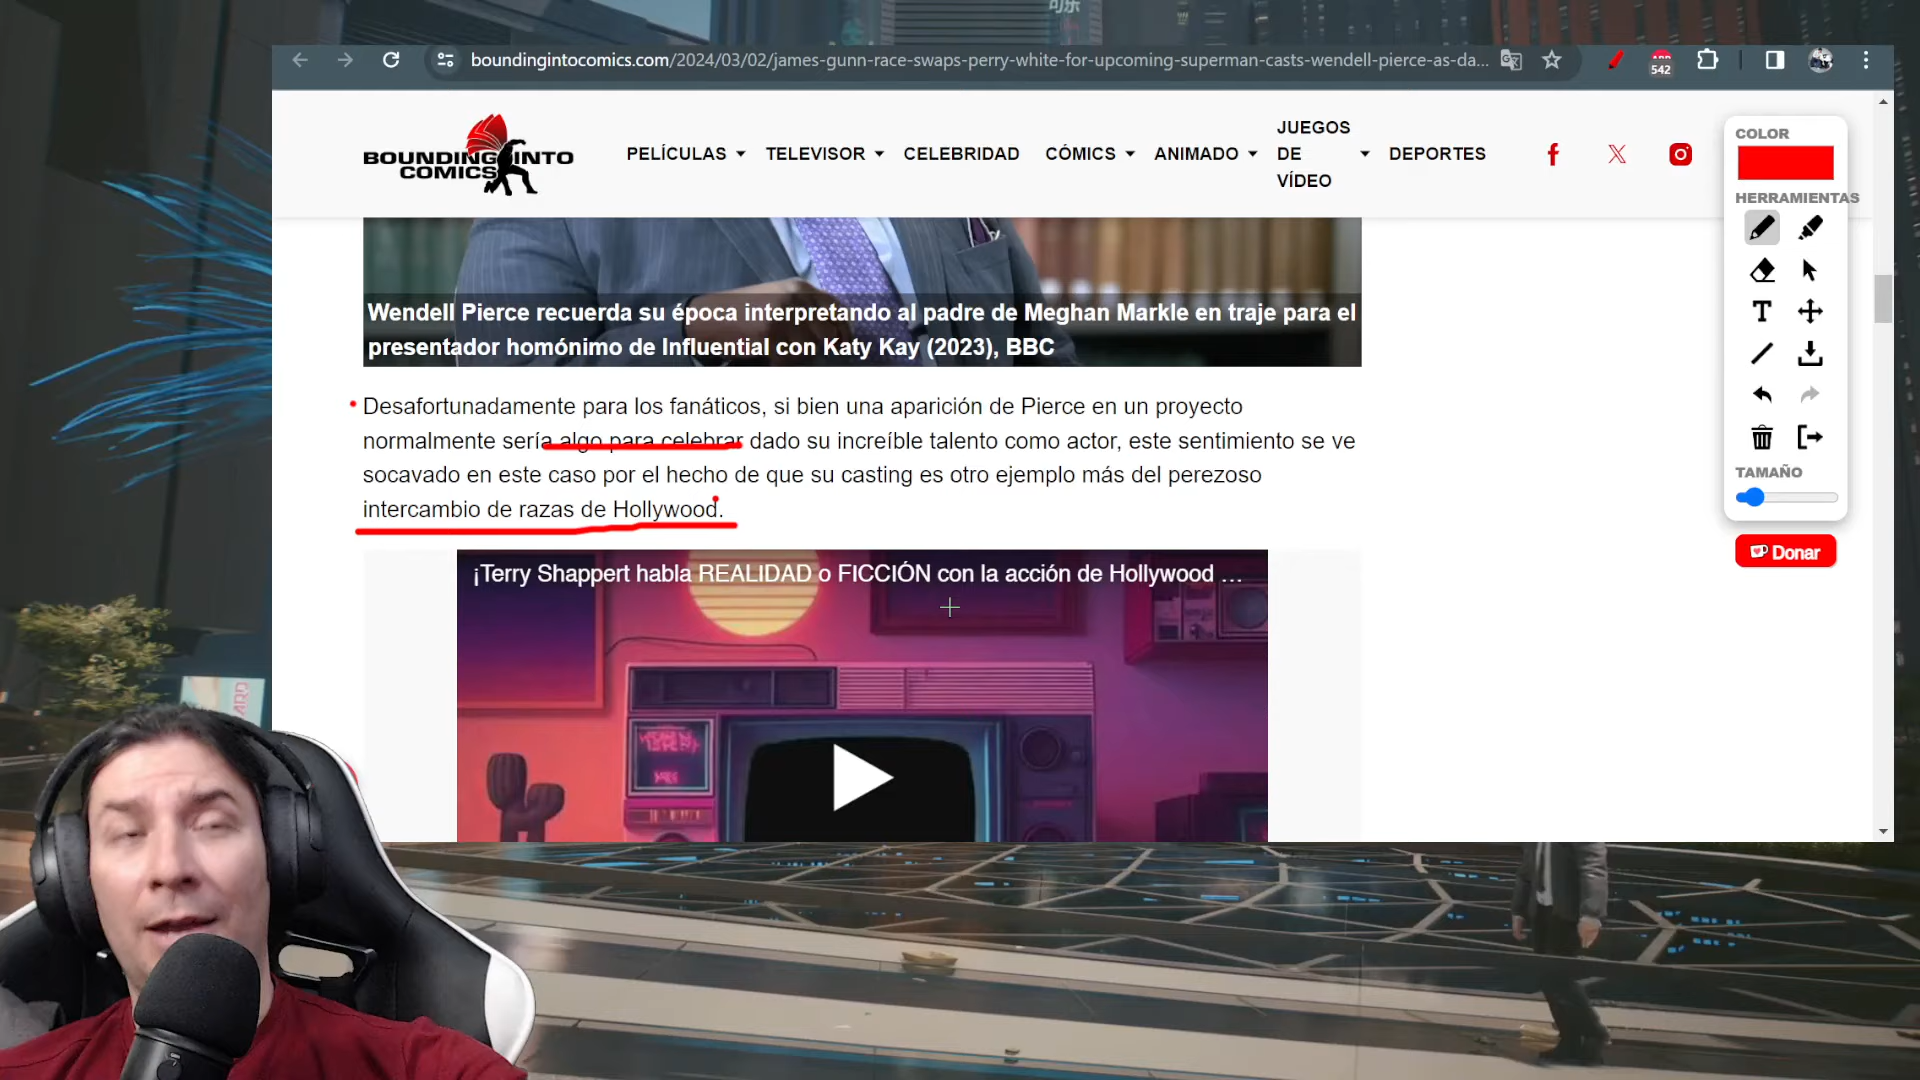 可乐
boundingintocomics.com/2024/03/02/james-gunn-race-swaps-perry-white-for-upcoming-superman-casts-wendell-pierce-as-da...
542
BOUNDING INTO
COMICS
PELÍCULAS
TELEVISOR
CELEBRIDAD
CÓMICS
ANIMADO
JUEGOS
DE
VÍDEO
DEPORTES
COLOR
HERRAMIENTAS
T
TAMAÑO
Donar
Wendell Pierce recuerda su época interpretando al padre de Meghan Markle en traje para el
presentador homónimo de Influential con Katy Kay (2023), BBC
Desafortunadamente para los fanáticos, si bien una aparición de Pierce en un proyecto
normalmente sería algo para celebrar dado su increíble talento como actor, este sentimiento se ve
socavado en este caso por el hecho de que su casting es otro ejemplo más del perezoso
intercambio de razas de Hollywood.
¡Terry Shappert habla REALIDAD o FICCIÓN con la acción de Hollywood ...